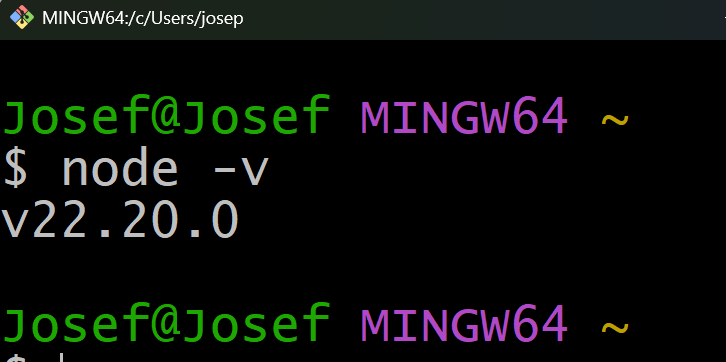 MINGW64:/c/Users/josep
Josef@Josef MINGW64 ~
$ node -v
v22.20.0
Josef@Josef MINGW64 ~
$